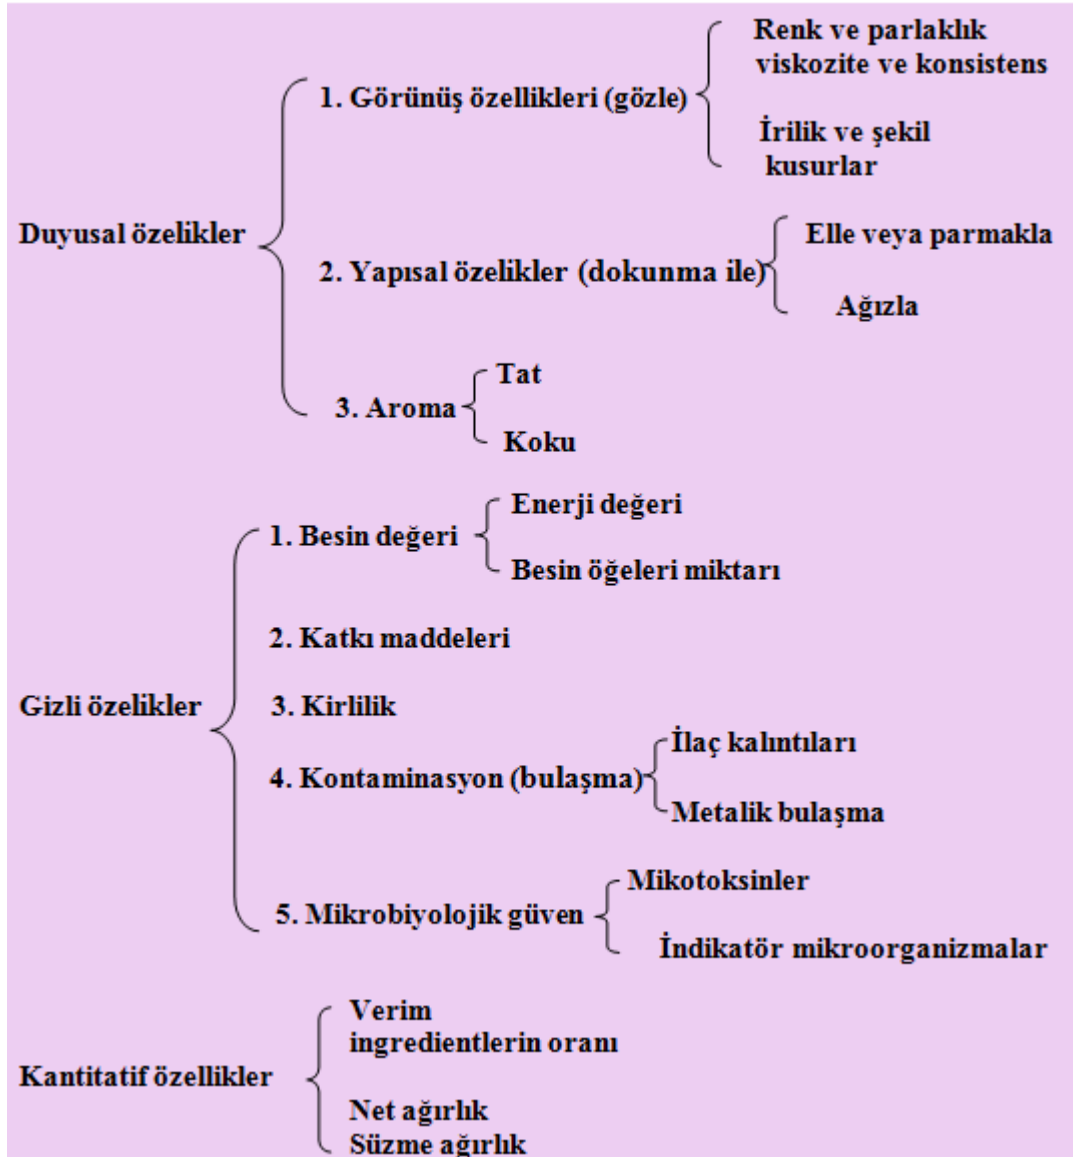 Renk ve parlaklık
viskozite ve konsistens
1. Görünüş özellikleri (gözle)
İrilik ve şekil
kusurlar
Duyusal özelikler
Elle veya parmakla
2. Yapısal özelikler (dokunma ile)
Ağızla
Tat
3. Aroma
Koku
Enerji değeri
1. Besin değeri
Besin öğeleri miktarı
2. Katkı maddeleri
Gizli özelikler
3. Kirlilik
İlaç kalıntıları
4. Kontaminasyon (bulaşma)
Metalik bulaşma
Mikotoksinler
5. Mikrobiyolojik güven
İndikatör mikroorganizmalar
Verim
ingredientlerin oranı
Kantitatif özellikler
Net ağırlık
Süzme ağırlık